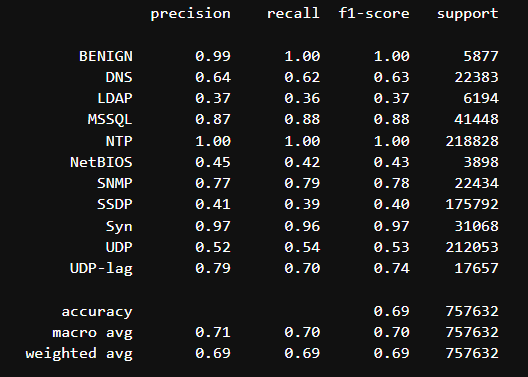 precision recall f1-score support
BENIGN 0.99 1.00 1.00 5877
DNS 0.64 0.62 0.63 22383
LDAP 0.37 0.36 0.37 6194
MSSQL 0.87 0.88 0.88 41448
NTP 1.00 1.00 1.00 218828
NetBIOS 0.45 0.42 0.43 3898
SNMP 0.77 0.79 0.78 22434
SSDP 0.41 0.39 0.40 175792
Syn 0.97 0.96 0.97 31068
UDP 0.52 0.54 0.53 212053
UDP-lag 0.79 0.70 0.74 17657
accuracy 0.69 757632
macro avg 0.71 0.70 0.70 757632
weighted avg 0.69 0.69 0.69 757632